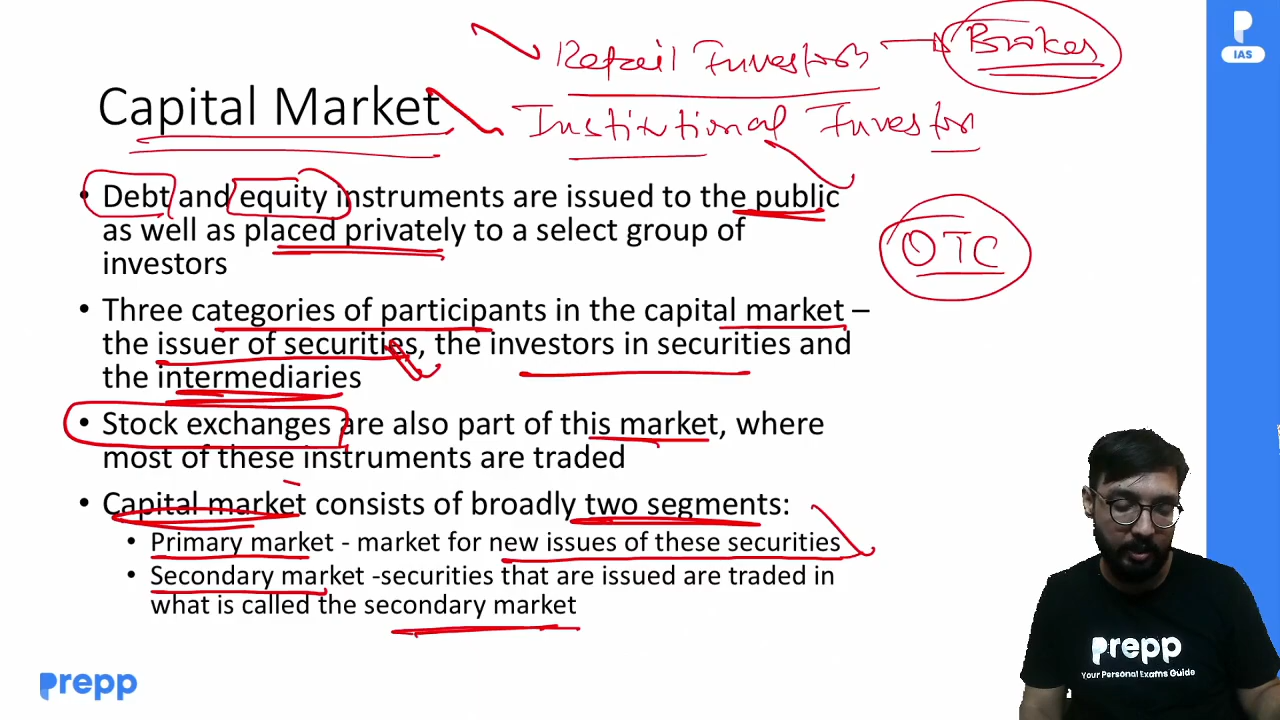 Retail Investors → Broker
Institutional Investor
OTC
Capital Market
• Debt and equity instruments are issued to the public
as well as placed privately to a select group of
investors
• Three categories of participants in the capital market –
the issuer of securities, the investors in securities and
the intermediaries
• Stock exchanges are also part of this market, where
most of these instruments are traded
• Capital market consists of broadly two segments:
• Primary market - market for new issues of these securities
• Secondary market -securities that are issued are traded in
what is called the secondary market
prepp
IAS
prepp
Your Personal Exams Guide